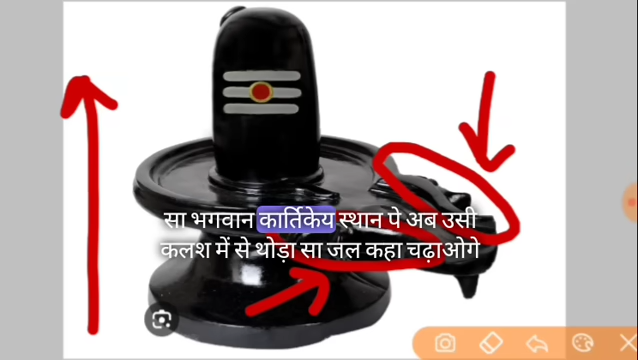 सा भगवान कार्तिकेय स्थान पे अब उसी
कलश में से थोड़ा सा जल कहा चढ़ाओगे